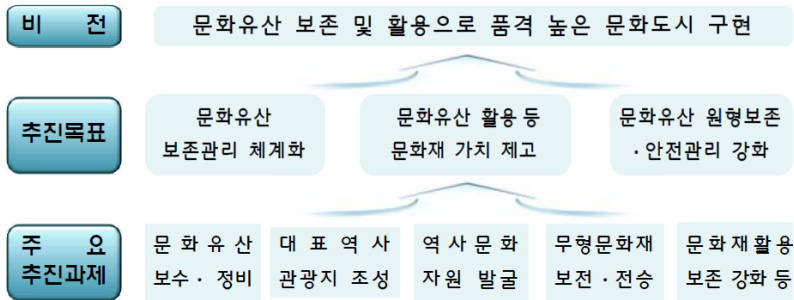 비 전
문화유산 보존 및 활용으로 품격 높은 문화도시 구현
추진목표
문화유산
보존관리 체계화
문화유산 활용 등
문화재 가치 제고
문화유산 원형보존
·안전관리 강화
주 요
추진과제
문 화 유 산
보수· 정비
대 표 역 사
관광지 조성
역 사 문 화
자원 발굴
무형문화재
보전·전승
문 화 재 활용
보존 강화 등